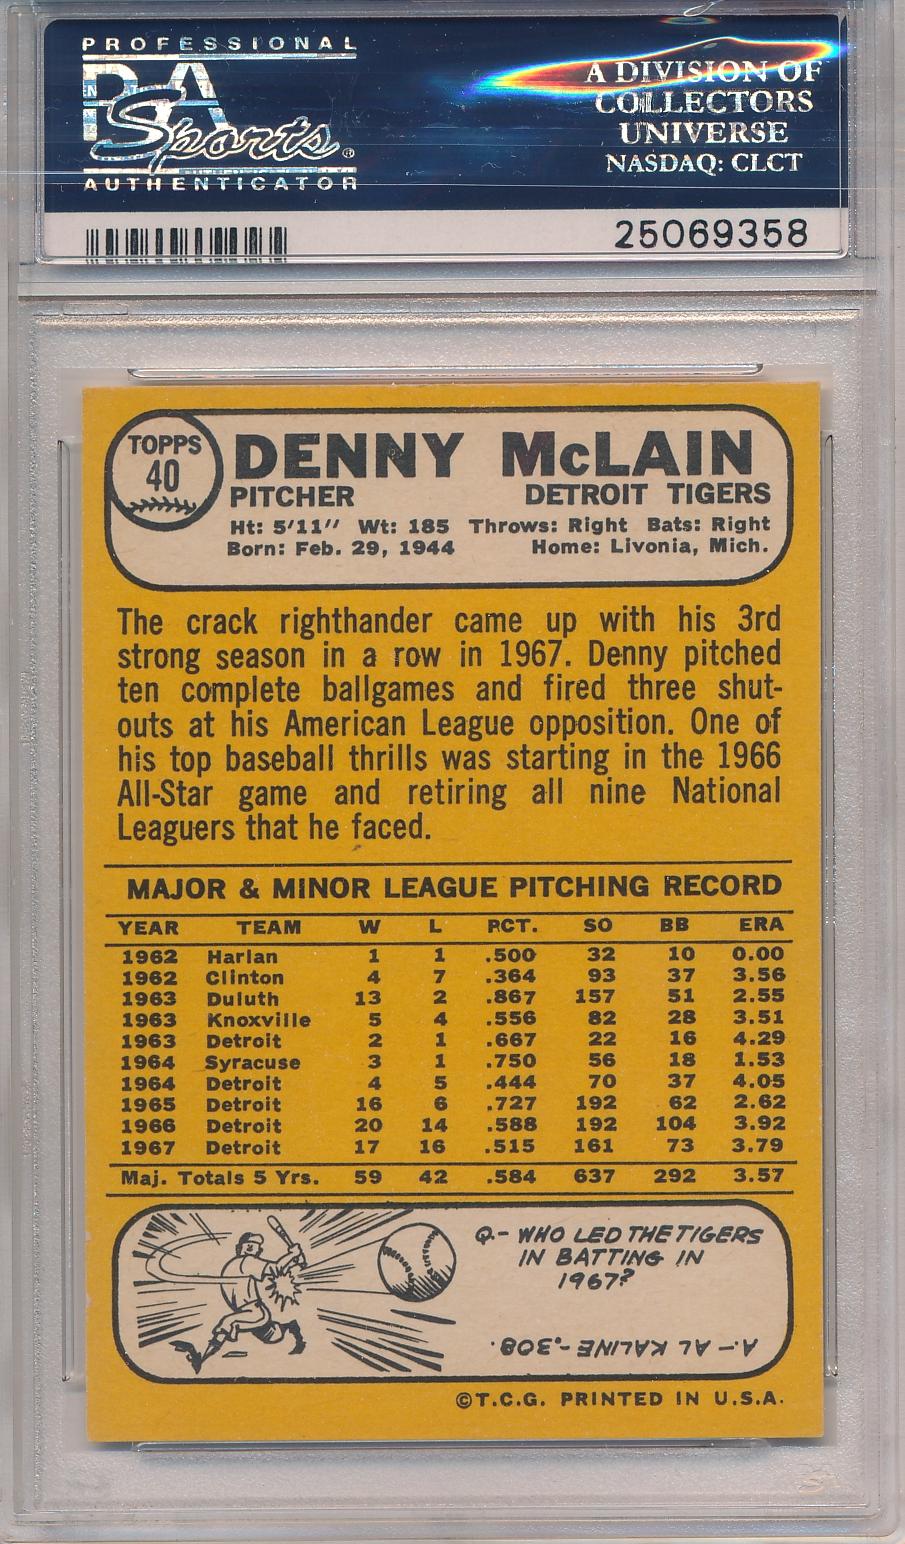 PROFESSIONAL
PSA
Sports®
AUTHENTICATOR
A DIVISION OF
COLLECTORS
UNIVERSE
NASDAQ: CLCT
25069358
TOPPS
40
DENNY McLAIN
PITCHER DETROIT TIGERS
Ht: 5'11" Wt: 185 Throws: Right Bats: Right
Born: Feb. 29, 1944 Home: Livonia, Mich.
The crack righthander came up with his 3rd
strong season in a row in 1967. Denny pitched
ten complete ballgames and fired three shut-
outs at his American League opposition. One of
his top baseball thrills was starting in the 1966
All-Star game and retiring all nine National
Leaguers that he faced.
MAJOR & MINOR LEAGUE PITCHING RECORD
YEAR TEAM W L PCT. SO BB ERA
1962 Harlan 1 1 .500 32 10 0.00
1962 Clinton 4 7 .364 93 37 3.56
1963 Duluth 13 2 .867 157 51 2.55
1963 Knoxville 5 4 .556 82 28 3.51
1963 Detroit 2 1 .667 22 16 4.29
1964 Syracuse 3 1 .750 56 18 1.53
1964 Detroit 4 5 .444 70 37 4.05
1965 Detroit 16 6 .727 192 62 2.62
1966 Detroit 20 14 .588 192 104 3.92
1967 Detroit 17 16 .515 161 73 3.79
Maj. Totals 5 Yrs. 59 42 .584 637 292 3.57
Q.- WHO LED THE TIGERS
IN BATTING IN
1967?
A.- AL KALINE-.308.
©T.C.G. PRINTED IN U.S.A.